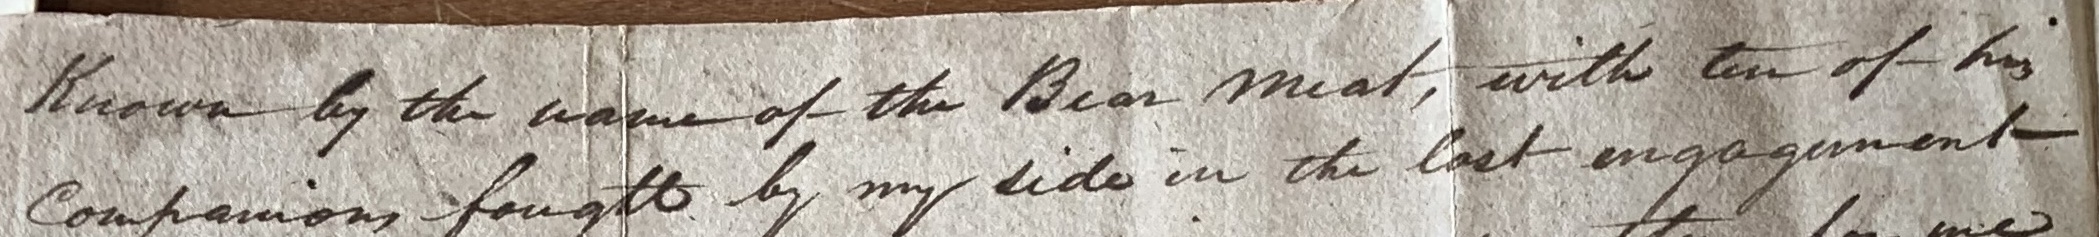 Known by the name of the Bear Meat, with ten of his
Companions fought by my side in the last engagement